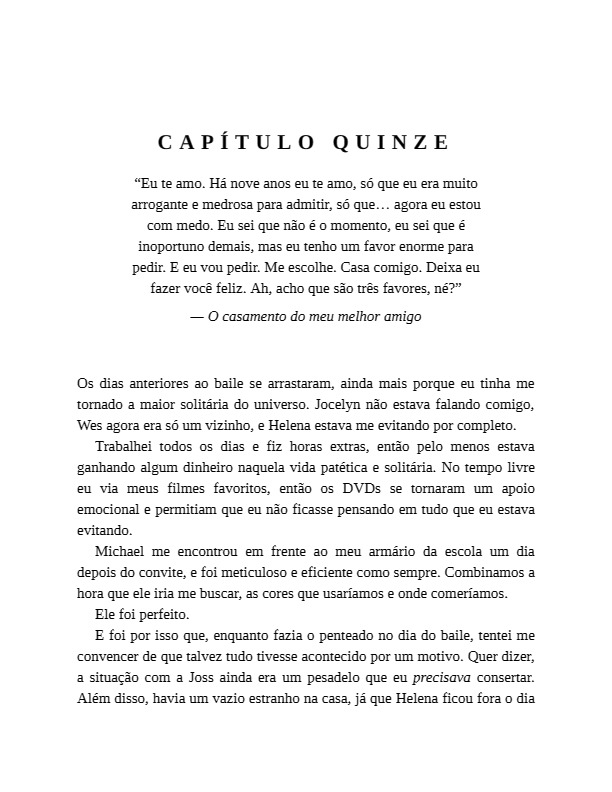 CAPÍTULO QUINZE
“Eu te amo. Há nove anos eu te amo, só que eu era muito
arrogante e medrosa para admitir, só que… agora eu estou
com medo. Eu sei que não é o momento, eu sei que é
inoportuno demais, mas eu tenho um favor enorme para
pedir. E eu vou pedir. Me escolhe. Casa comigo. Deixa eu
fazer você feliz. Ah, acho que são três favores, né?”
— O casamento do meu melhor amigo
Os dias anteriores ao baile se arrastaram, ainda mais porque eu tinha me
tornado a maior solitária do universo. Jocelyn não estava falando comigo,
Wes agora era só um vizinho, e Helena estava me evitando por completo.
Trabalhei todos os dias e fiz horas extras, então pelo menos estava
ganhando algum dinheiro naquela vida patética e solitária. No tempo livre
eu via meus filmes favoritos, então os DVDs se tornaram um apoio
emocional e permitiam que eu não ficasse pensando em tudo que eu estava
evitando.
Michael me encontrou em frente ao meu armário da escola um dia
depois do convite, e foi meticuloso e eficiente como sempre. Combinamos a
hora que ele iria me buscar, as cores que usaríamos e onde comeríamos.
Ele foi perfeito.
E foi por isso que, enquanto fazia o penteado no dia do baile, tentei me
convencer de que talvez tudo tivesse acontecido por um motivo. Quer dizer,
a situação com a Joss ainda era um pesadelo que eu precisava consertar.
Além disso, havia um vazio estranho na casa, já que Helena ficou fora o dia